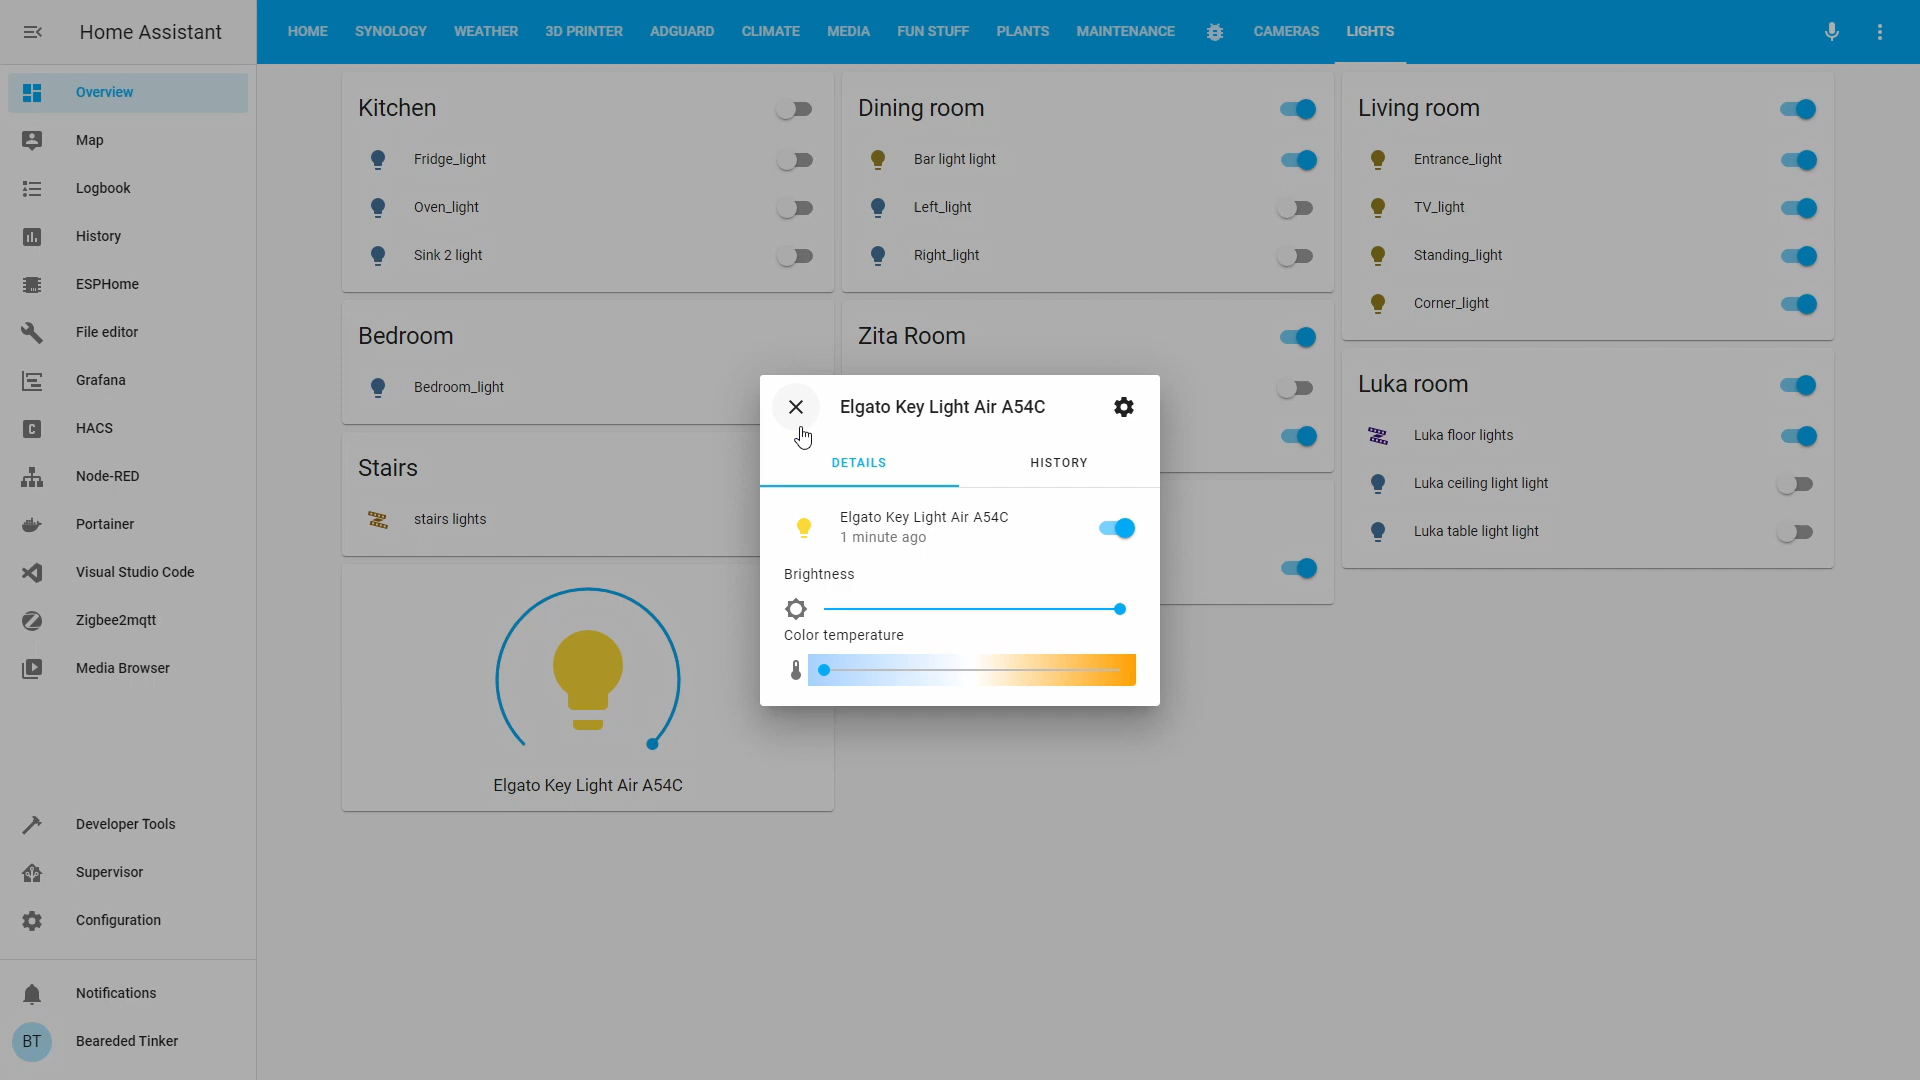 Home Assistant
HOME SYNOLOGY WEATHER 3D PRINTER ADGUARD CLIMATE MEDIA FUN STUFF PLANTS MAINTENANCE CAMERAS LIGHTS
Overview
Map
Logbook
History
ESPHome
File editor
Grafana
C HACS
Node-RED
Portainer
Visual Studio Code
Zigbee2mqtt
Media Browser
Developer Tools
Supervisor
Configuration
Notifications
BT Beareded Tinker
Kitchen
Fridge_light
Oven_light
Sink 2 light
Bedroom
Bedroom_light
Stairs
stairs lights
Elgato Key Light Air A54C
Dining room
Bar light light
Left_light
Right_light
Zita Room
Living room
Entrance_light
TV_light
Standing_light
Corner_light
Luka room
Luka floor lights
Luka ceiling light light
Luka table light light
Elgato Key Light Air A54C
DETAILS HISTORY
Elgato Key Light Air A54C
1 minute ago
Brightness
Color temperature